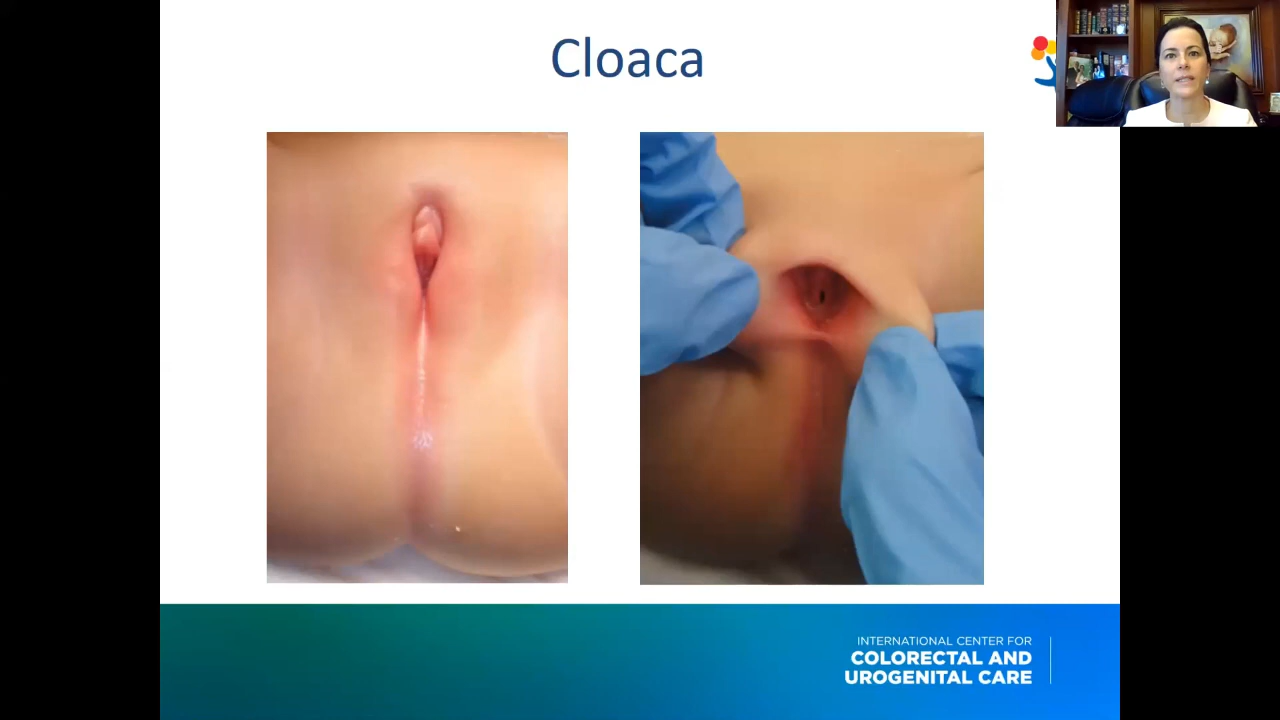 Cloaca
INTERNATIONAL CENTER FOR
COLORECTAL AND
UROGENITAL CARE